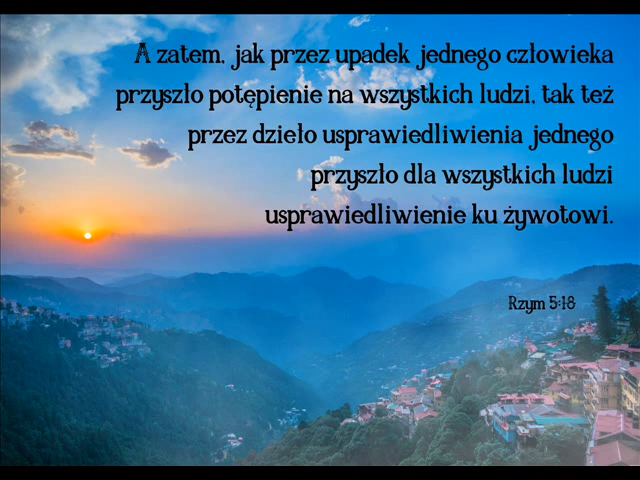 A zatem, jak przez upadek jednego człowieka
przyszło potępienie na wszystkich ludzi, tak też
przez dzieło usprawiedliwienia jednego
przyszło dla wszystkich ludzi
usprawiedliwienie ku żywotowi.
Rzym 5:18